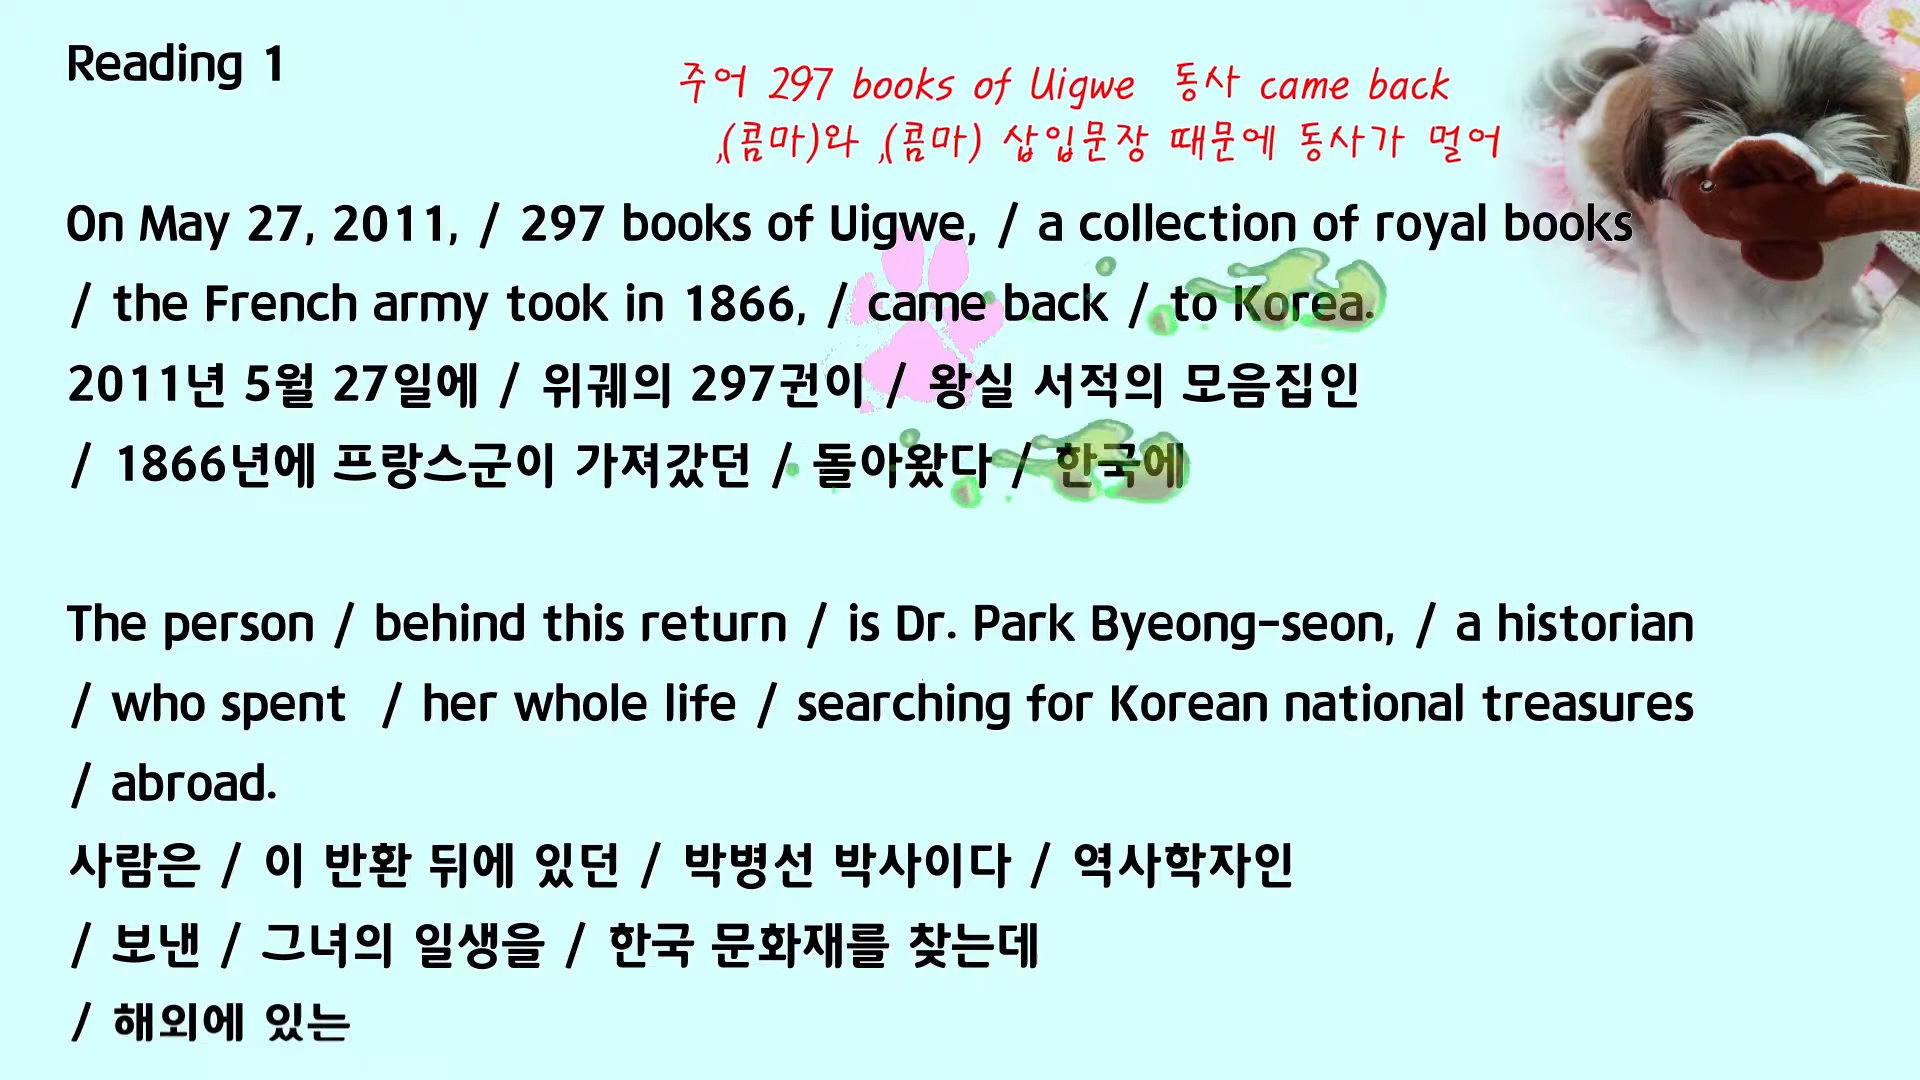 Reading 1
주어 297 books of Uigwe 동사 came back
,(콤마)와 ,(콤마) 삽입문장 때문에 동사가 멀어
On May 27, 2011, / 297 books of Uigwe, / a collection of royal books
/ the French army took in 1866, / came back / to Korea.
2011년 5월 27일에 / 위궤의 297권이 / 왕실 서적의 모음집인
/ 1866년에 프랑스군이 가져갔던 / 돌아왔다 / 한국에
The person / behind this return / is Dr. Park Byeong-seon, / a historian
/ who spent / her whole life / searching for Korean national treasures
/ abroad.
사람은 / 이 반환 뒤에 있던 / 박병선 박사이다 / 역사학자인
/ 보낸 / 그녀의 일생을 / 한국 문화재를 찾는데
/ 해외에 있는